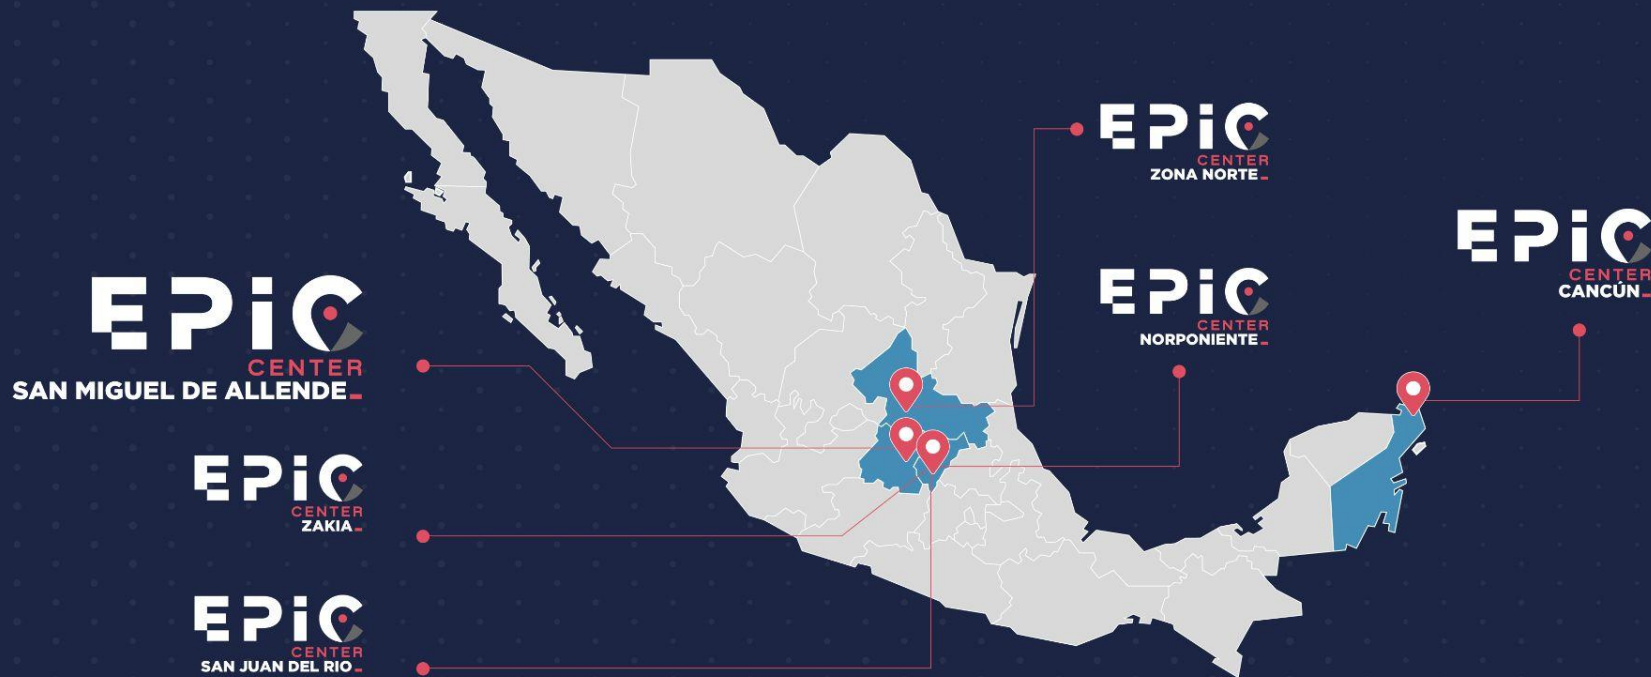 EPiC
CENTER
ZONA NORTE
EPiC
CENTER
CANCÚN
EPiC
CENTER
SAN MIGUEL DE ALLENDE
EPiC
CENTER
NORPONIENTE
EPiC
CENTER
ZAKIA
EPiC
CENTER
SAN JUAN DEL RIO